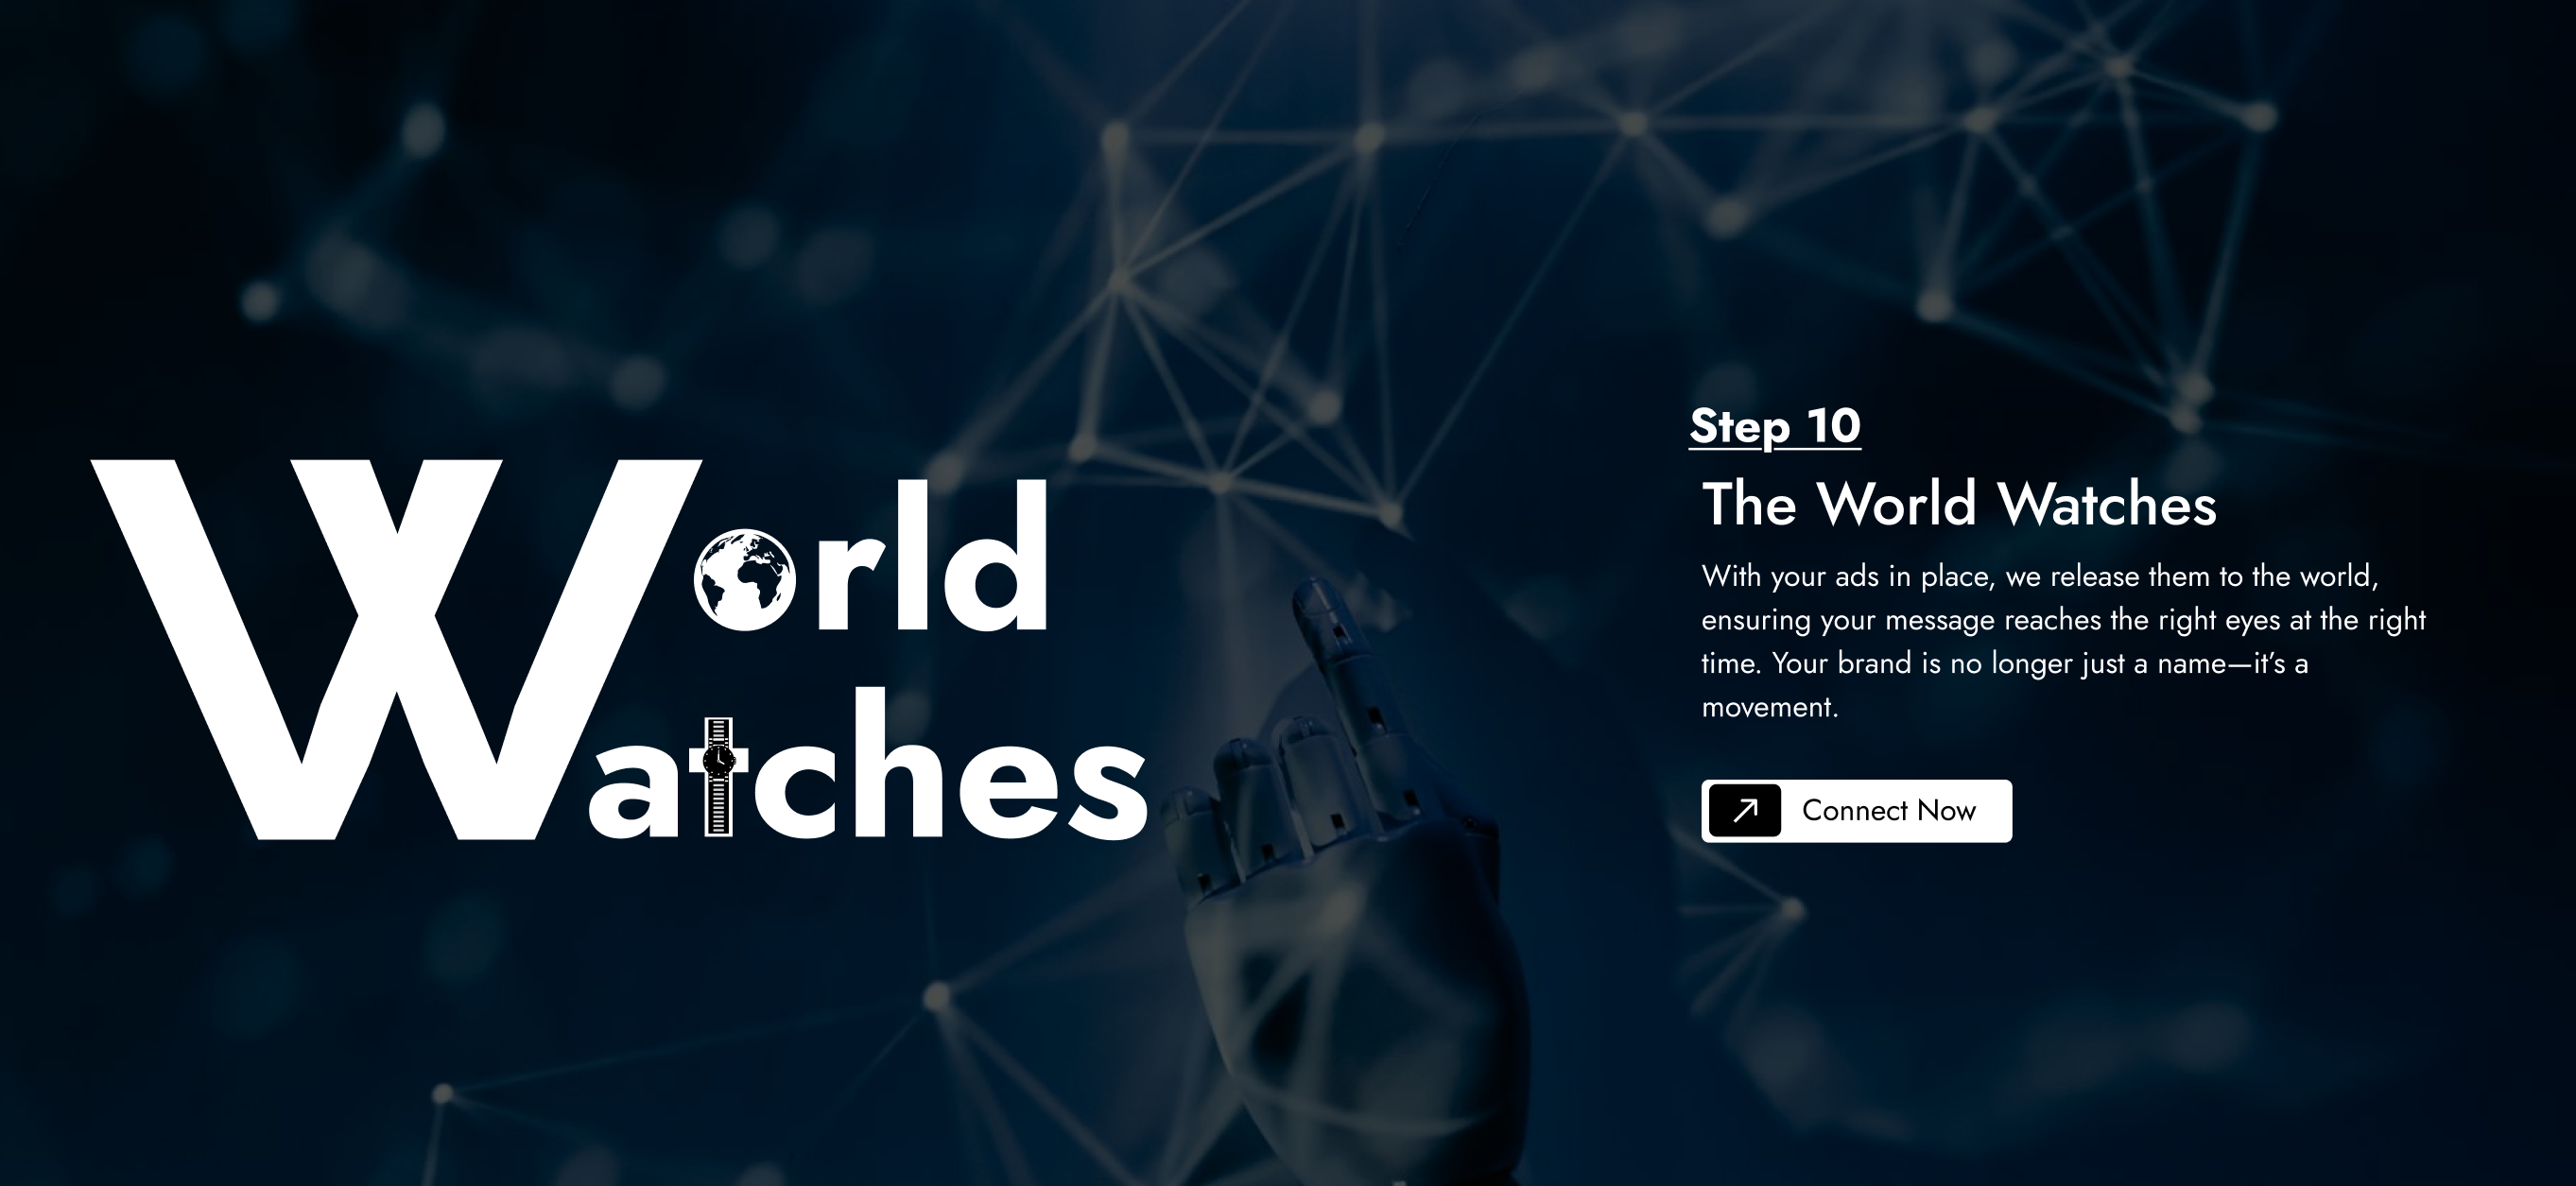 World
Watches
Step 10
The World Watches
With your ads in place, we release them to the world,
ensuring your message reaches the right eyes at the right
time. Your brand is no longer just a name—it’s a
movement.
Connect Now